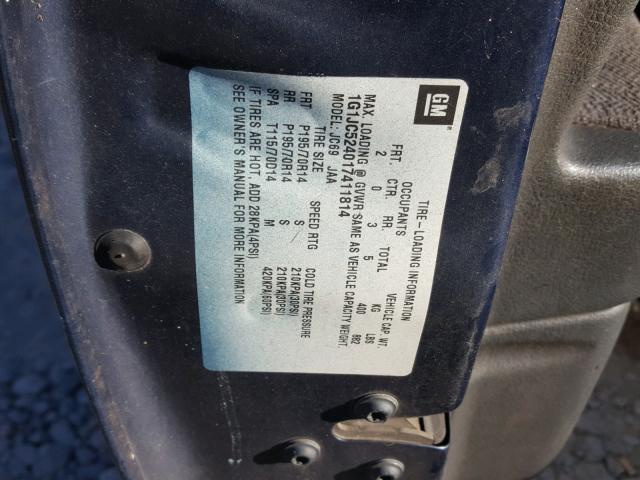 GM
TIRE-LOADING INFORMATION
OCCUPANTS VEHICLE CAP. WT.
FRT. CTR. RR. TOTAL KG LBS
2 0 3 5 400 882
MAX. LOADING @ GVWR SAME AS VEHICLE CAPACITY WEIGHT.
1G1JC524017411814
MODEL: JC69 JAA
TIRE SIZE SPEED RTG COLD TIRE PRESSURE
FRT P195/70R14 S 210KPA(30PSI)
RR P195/70R14 S 210KPA(30PSI)
SPA T115/70D14 M 420KPA(60PSI)
IF TIRES ARE HOT, ADD 28KPA(4PSI)
SEE OWNER'S MANUAL FOR MORE INFORMATION